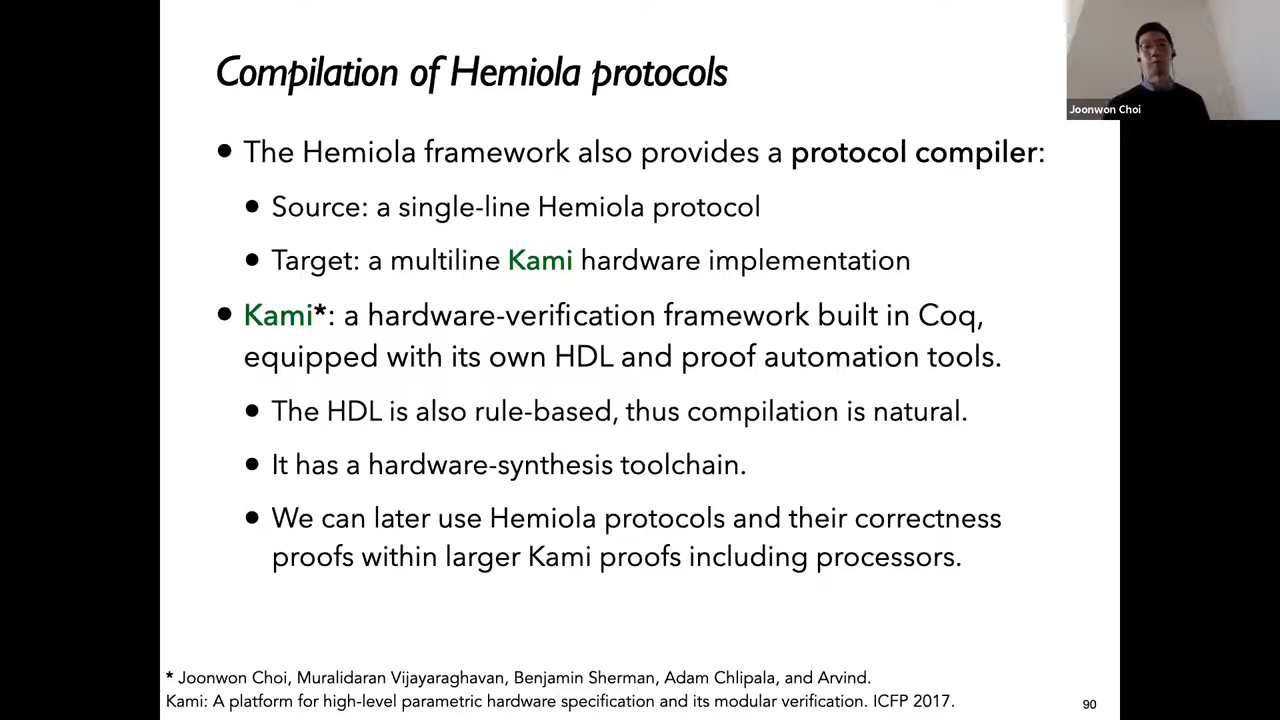 Compilation of Hemiola protocols
Joonwon Choi
• The Hemiola framework also provides a protocol compiler:
• Source: a single-line Hemiola protocol
• Target: a multiline Kami hardware implementation
• Kami*: a hardware-verification framework built in Coq,
equipped with its own HDL and proof automation tools.
• The HDL is also rule-based, thus compilation is natural.
• It has a hardware-synthesis toolchain.
• We can later use Hemiola protocols and their correctness
proofs within larger Kami proofs including processors.
* Joonwon Choi, Muralidaran Vijayaraghavan, Benjamin Sherman, Adam Chlipala, and Arvind.
Kami: A platform for high-level parametric hardware specification and its modular verification. ICFP 2017.
90